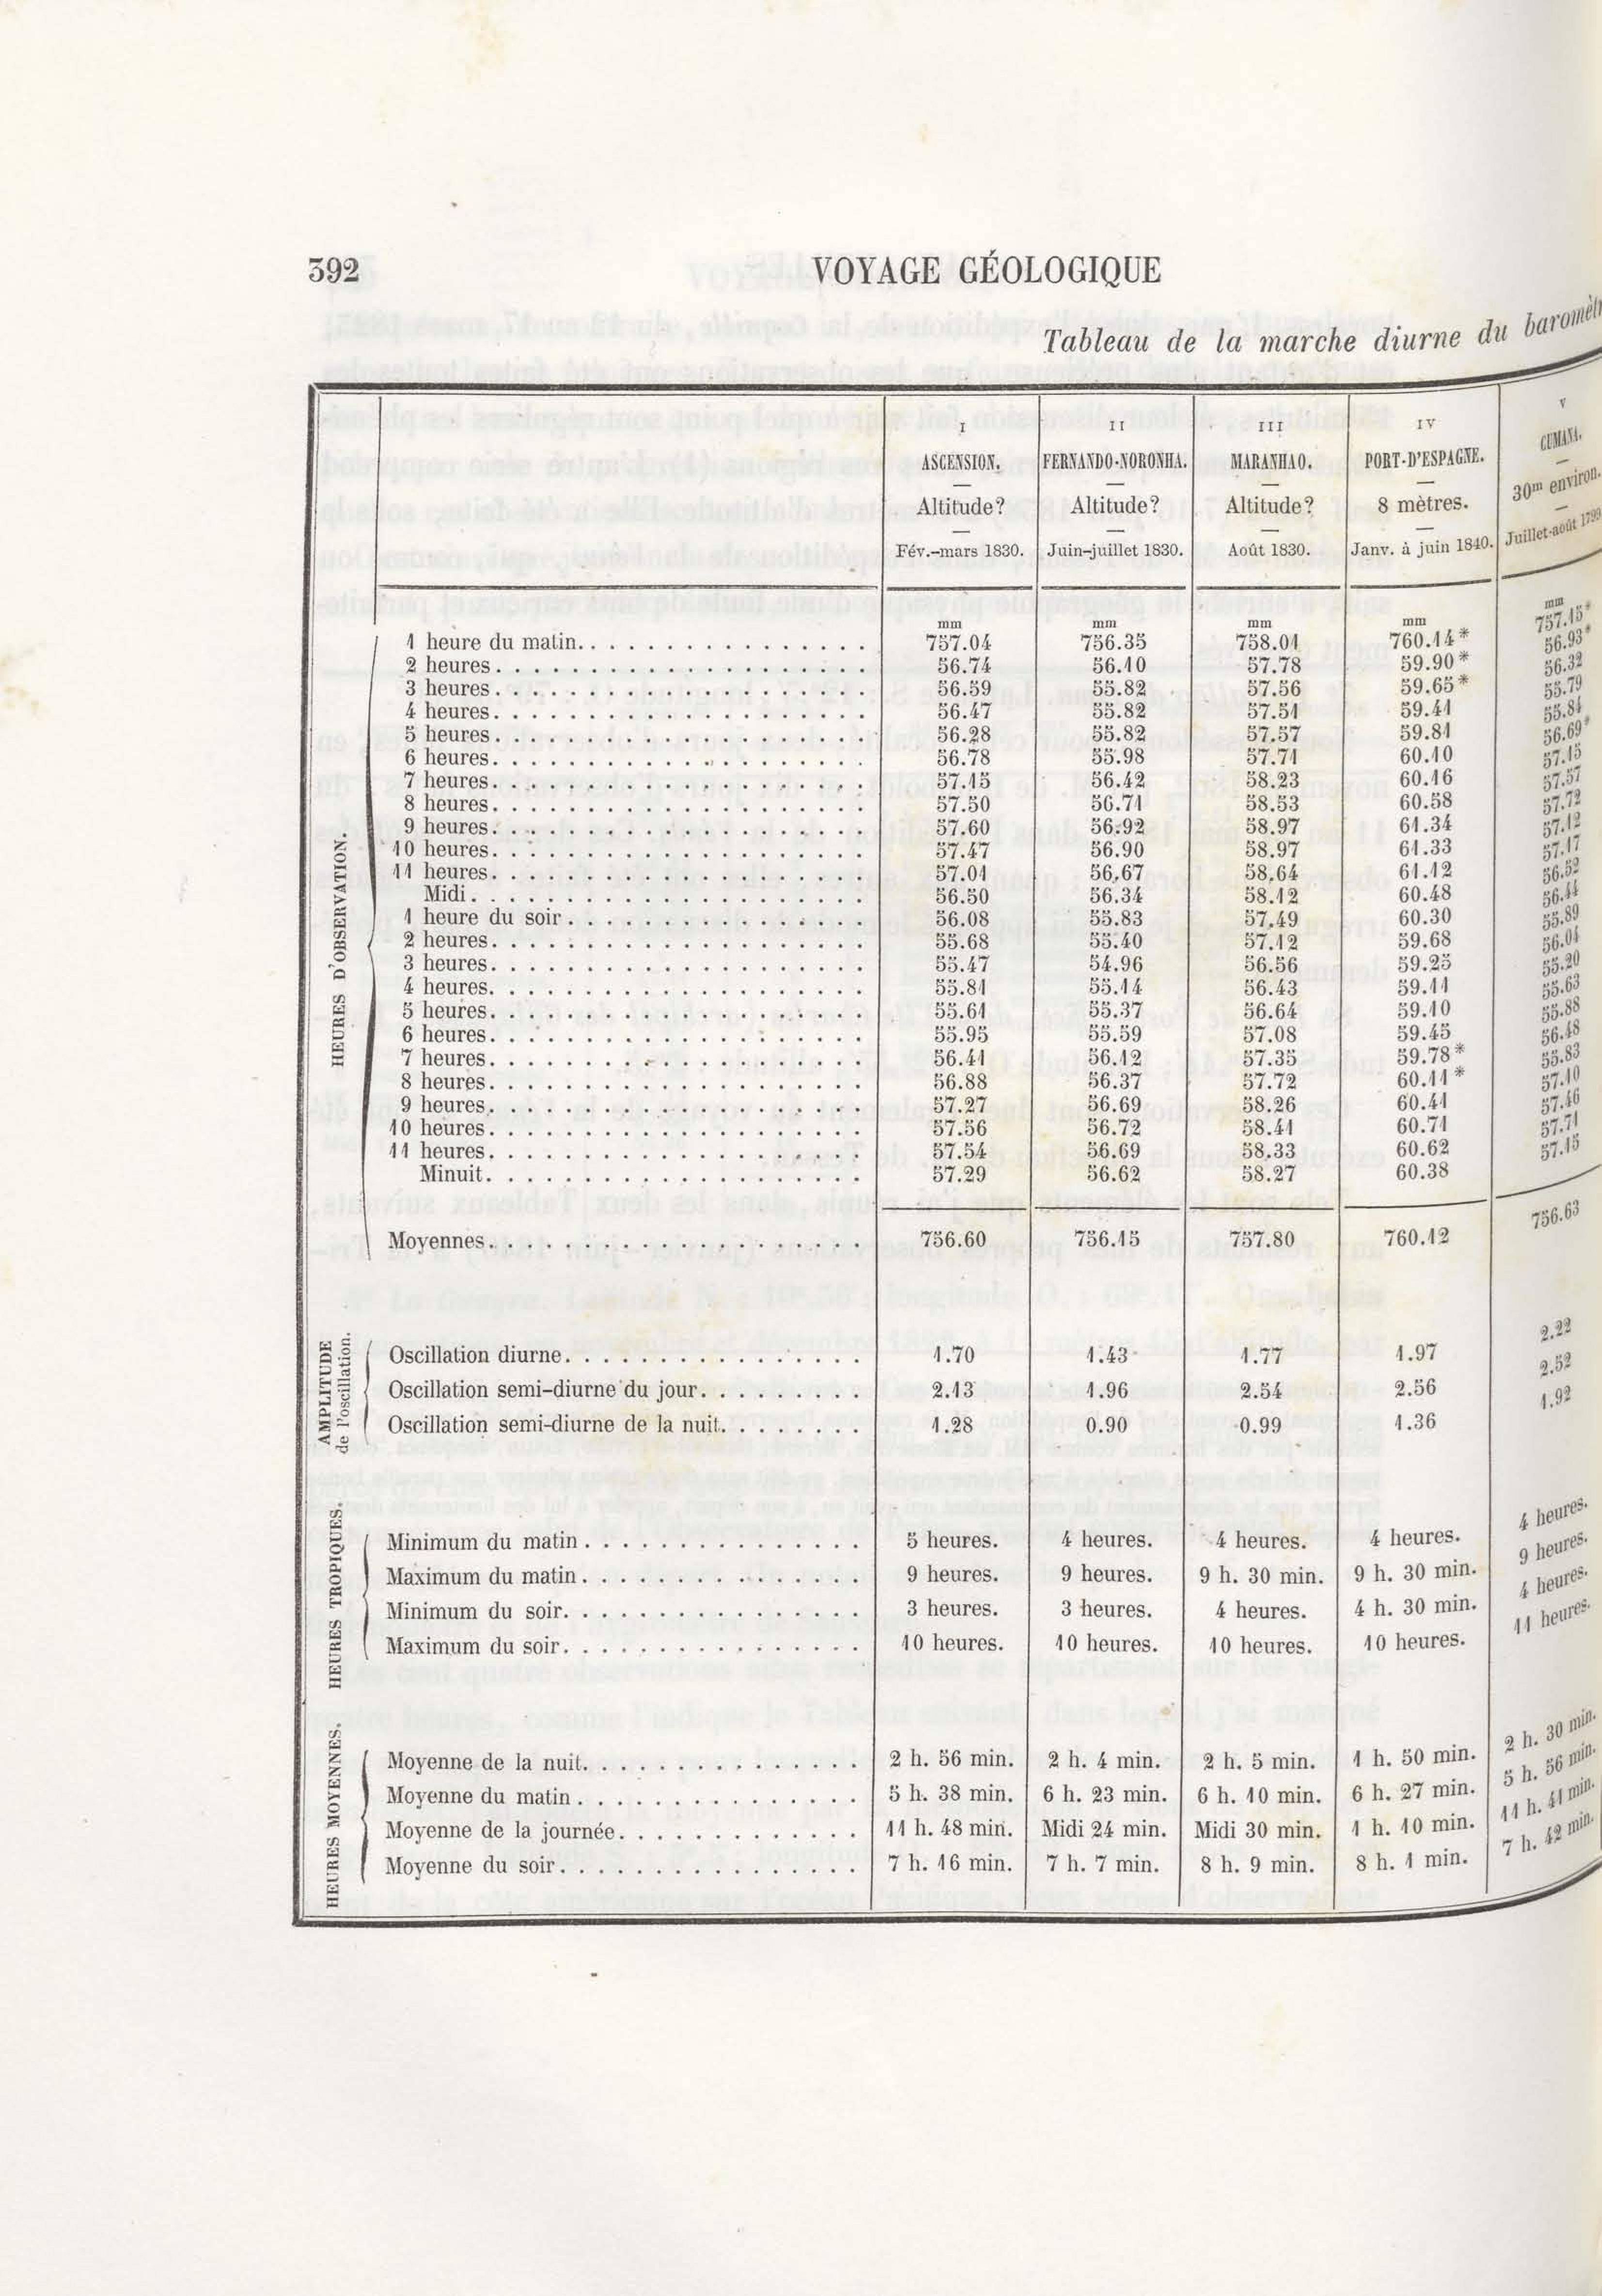 392 VOYAGE GÉOLOGIQUE
Tableau de la marche diurne du
I II III IV V
ASCENSION. FERNANDO-NORONHA. MARANHAO. PORT-D'ESPAGNE. CUMANA.
Altitude? Altitude? Altitude? 8 mètres. 30m environ.
Fév.-mars 1830. Juin-juillet 1830. Août 1830. Janv. à juin 1840. Juillet-août 1799
HEURES D'OBSERVATION.
mm mm mm mm mm
1 heure du matin. 757.04 756.35 758.01 760.14* 757.15*
2 heures. 56.74 56.10 57.78 59.90* 56.93*
3 heures. 56.59 55.82 57.56 59.65* 56.32
4 heures. 56.47 55.82 57.51 59.41 55.79
5 heures. 56.28 55.82 57.57 59.81 55.84
6 heures. 56.78 55.98 57.71 60.10 56.69*
7 heures. 57.15 56.42 58.23 60.16 57.15
8 heures. 57.50 56.71 58.53 60.58 57.57
9 heures. 57.60 56.92 58.97 61.34 57.72
10 heures. 57.47 56.90 58.97 61.33 57.12
11 heures. 57.01 56.67 58.64 61.12 57.17
Midi. 56.50 56.34 58.12 60.48 56.52
1 heure du soir. 56.08 55.83 57.49 60.30 56.44
2 heures. 55.68 55.40 57.12 59.68 55.89
3 heures. 55.47 54.96 56.56 59.25 56.01
4 heures. 55.81 55.14 56.43 59.11 55.20
5 heures. 55.61 55.37 56.64 59.10 55.63
6 heures. 55.95 55.59 57.08 59.45 55.88
7 heures. 56.41 56.12 57.35 59.78* 56.48
8 heures. 56.88 56.37 57.72 60.11* 55.83
9 heures. 57.27 56.69 58.26 60.41 57.10
10 heures. 57.56 56.72 58.41 60.71 57.46
11 heures. 57.54 56.69 58.33 60.62 57.71
Minuit. 57.29 56.62 58.27 60.38 57.15
Moyennes. 756.60 756.15 757.80 760.12 756.63
AMPLITUDE
de l'oscillation.
Oscillation diurne. 1.70 1.43 1.77 1.97 2.22
Oscillation semi-diurne du jour. 2.13 1.96 2.54 2.56 2.52
Oscillation semi-diurne de la nuit. 1.28 0.90 0.99 1.36 1.92
HEURES TROPIQUES.
Minimum du matin. 5 heures. 4 heures. 4 heures. 4 heures. 4 heures.
Maximum du matin. 9 heures. 9 heures. 9 h. 30 min. 9 h. 30 min. 9 heures.
Minimum du soir. 3 heures. 3 heures. 4 heures. 4 h. 30 min. 4 heures.
Maximum du soir. 10 heures. 10 heures. 10 heures. 10 heures. 11 heures.
HEURES MOYENNES.
Moyenne de la nuit. 2 h. 56 min. 2 h. 4 min. 2 h. 5 min. 1 h. 50 min. 2 h. 30 min.
Moyenne du matin. 5 h. 38 min. 6 h. 23 min. 6 h. 10 min. 6 h. 27 min. 5 h. 56 min.
Moyenne de la journée. 11 h. 48 min. Midi 24 min. Midi 30 min. 1 h. 10 min. 11 h. 41 min.
Moyenne du soir. 7 h. 16 min. 7 h. 7 min. 8 h. 9 min. 8 h. 1 min. 7 h. 42 min.